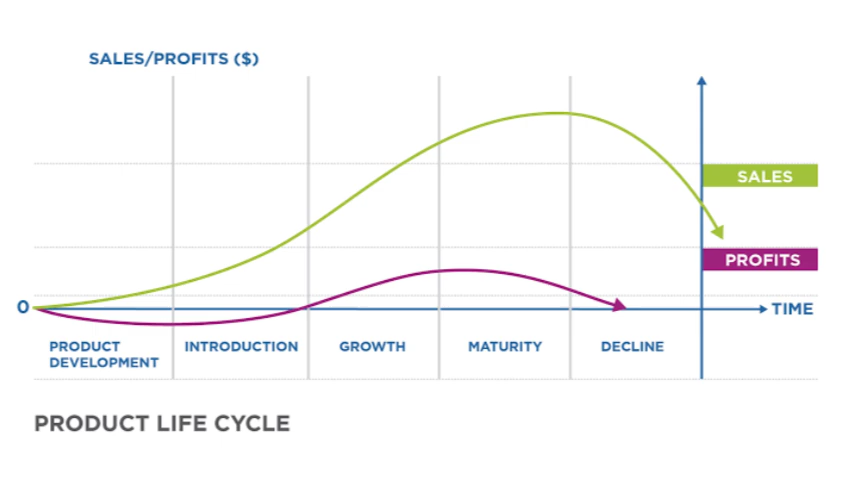 SALES/PROFITS ($)
SALES
PROFITS
0
TIME
PRODUCT
DEVELOPMENT
INTRODUCTION
GROWTH
MATURITY
DECLINE
PRODUCT LIFE CYCLE